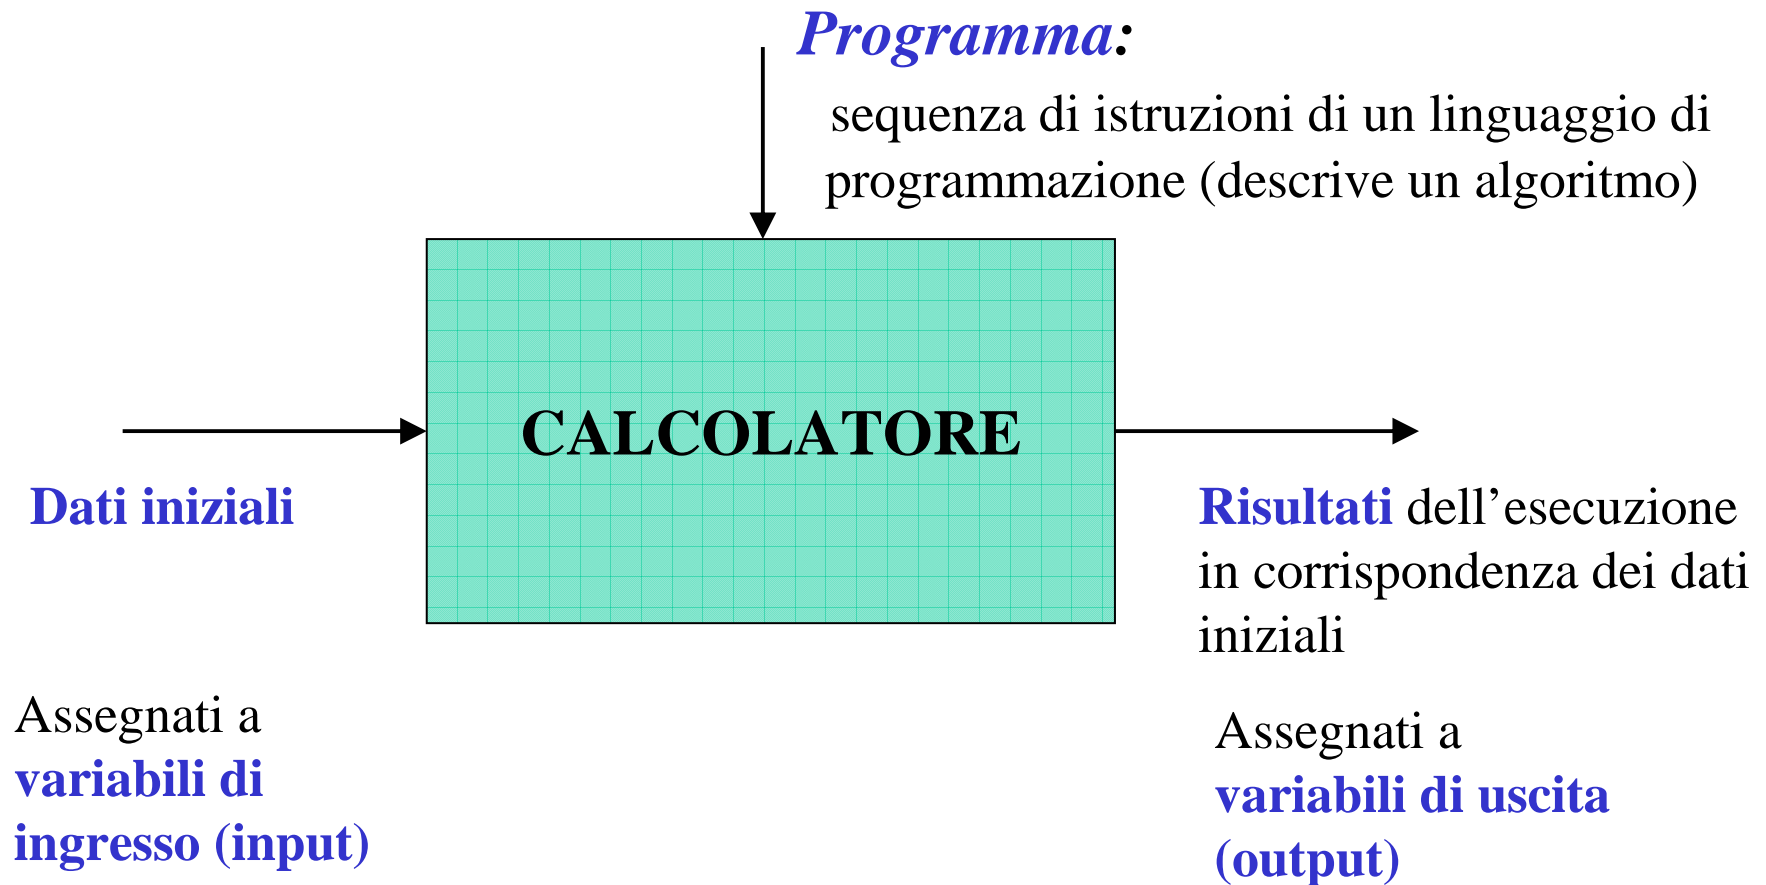 Programma:
sequenza di istruzioni di un linguaggio di
programmazione (descrive un algoritmo)
CALCOLATORE
Dati iniziali
Assegnati a
variabili di
ingresso (input)
Risultati dell’esecuzione
in corrispondenza dei dati
iniziali
Assegnati a
variabili di uscita
(output)